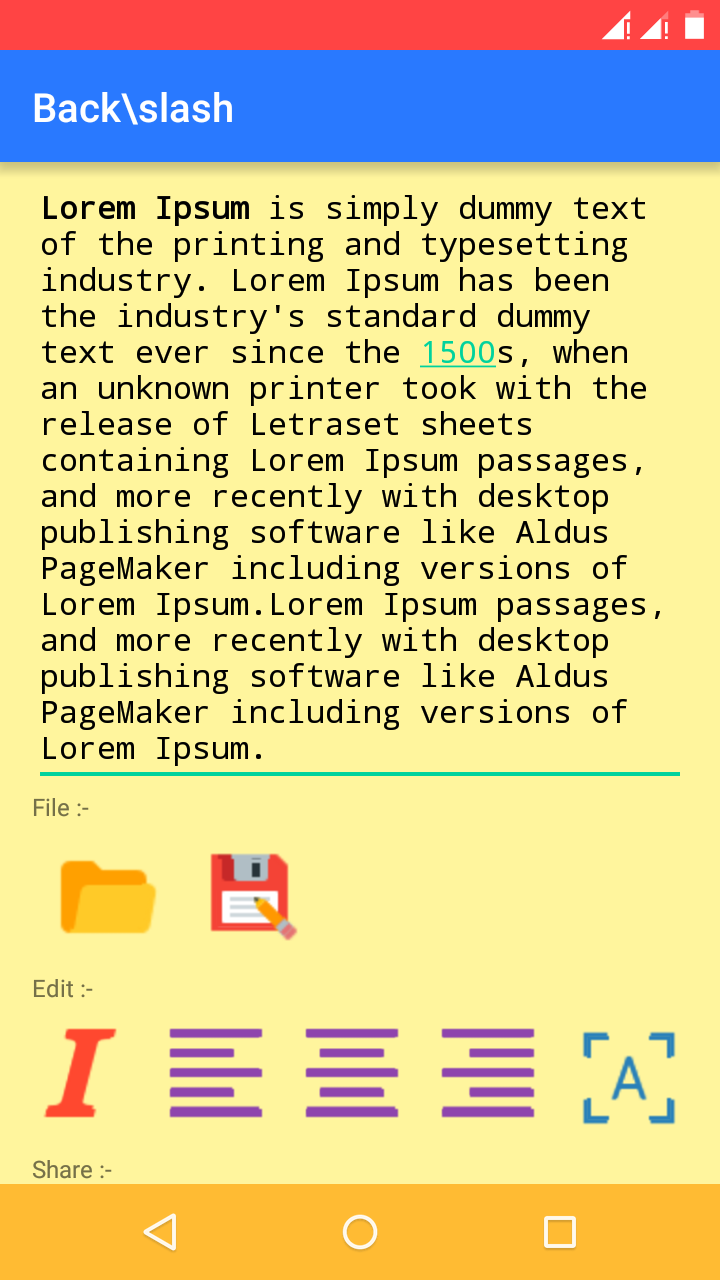 Back\slash
Lorem Ipsum is simply dummy text
of the printing and typesetting
industry. Lorem Ipsum has been
the industry's standard dummy
text ever since the 1500s, when
an unknown printer took with the
release of Letraset sheets
containing Lorem Ipsum passages,
and more recently with desktop
publishing software like Aldus
PageMaker including versions of
Lorem Ipsum.Lorem Ipsum passages,
and more recently with desktop
publishing software like Aldus
PageMaker including versions of
Lorem Ipsum.
File :-
Edit :-
I
A
Share :-